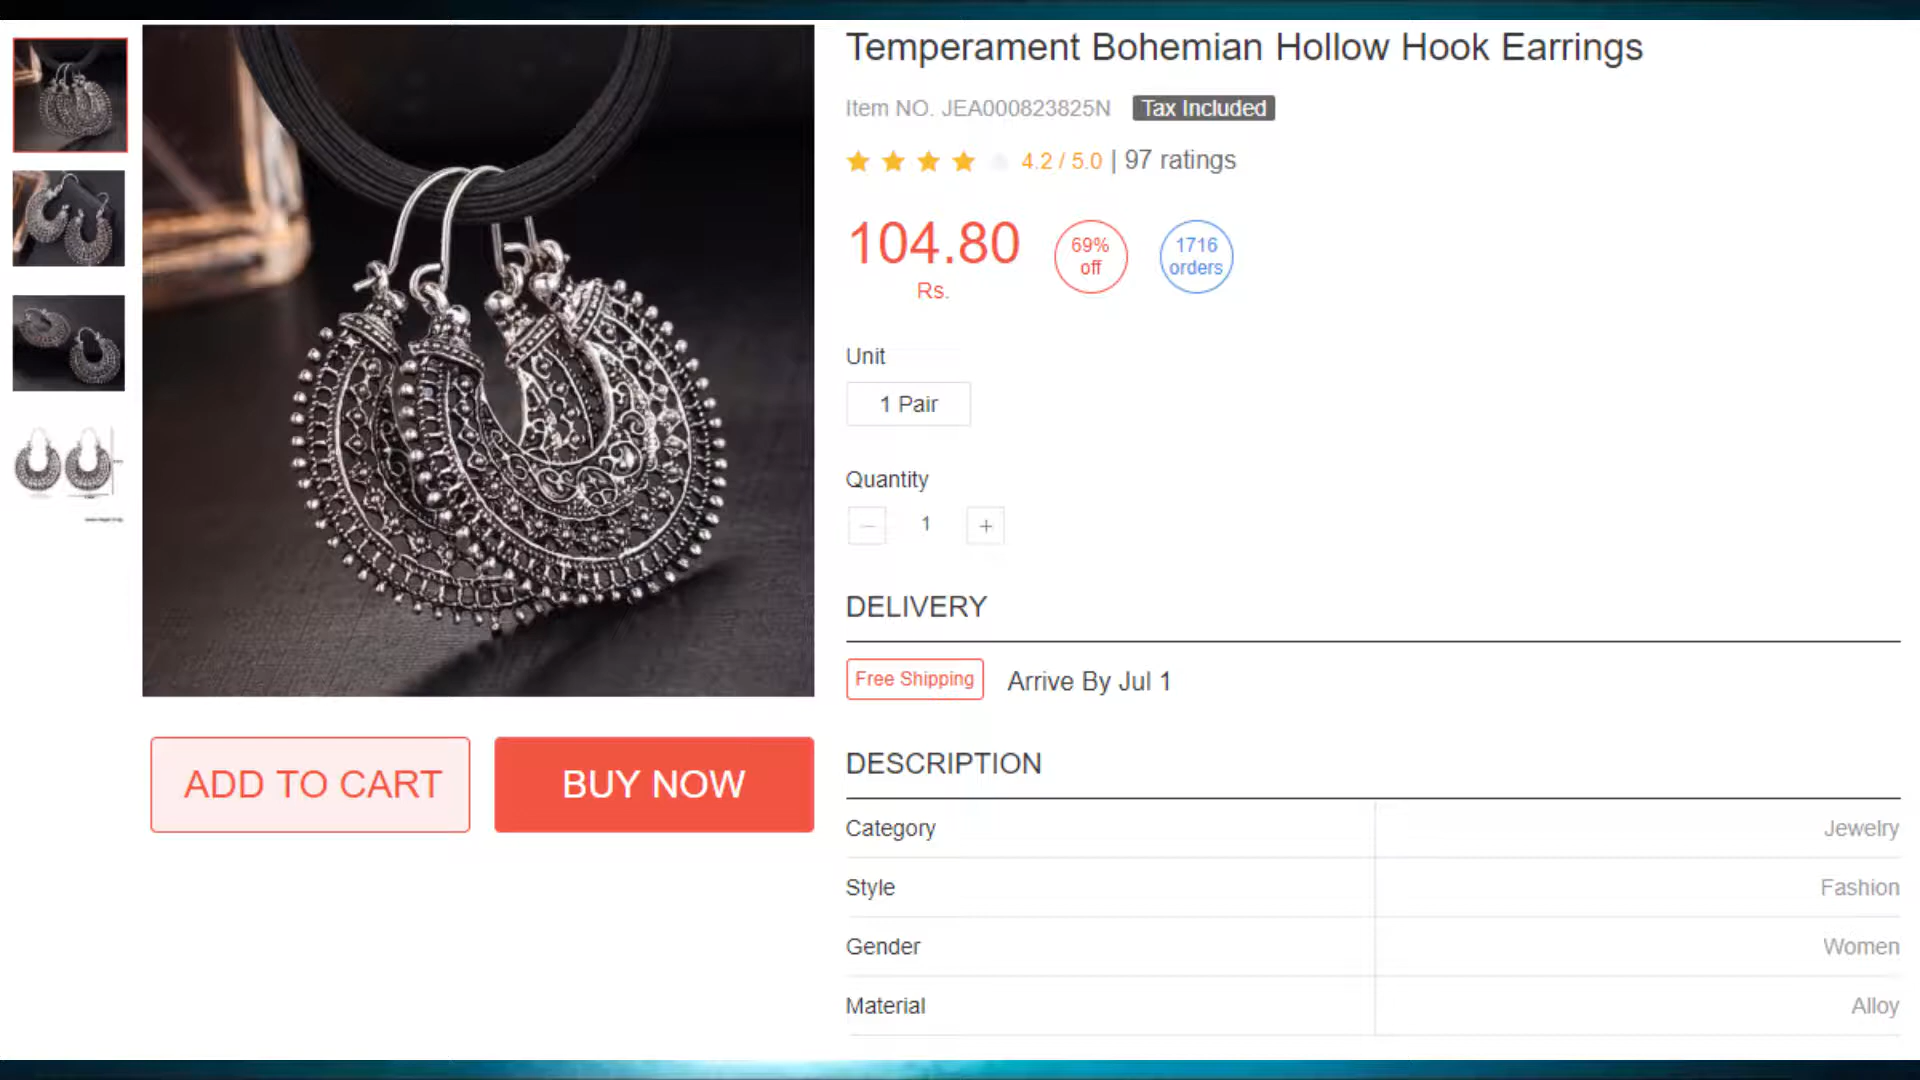 Temperament Bohemian Hollow Hook Earrings
Item NO. JEA000823825N Tax Included
4.2 / 5.0 | 97 ratings
104.80
Rs.
69%
off
1716
orders
Unit
1 Pair
Quantity
1
DELIVERY
Free Shipping Arrive By Jul 1
ADD TO CART
BUY NOW
DESCRIPTION
Category Jewelry
Style Fashion
Gender Women
Material Alloy